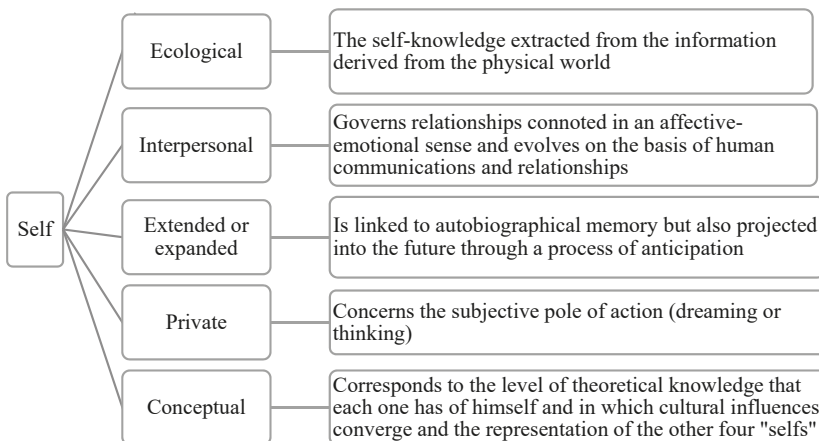 Self
Ecological
The self-knowledge extracted from the information
derived from the physical world
Interpersonal
Governs relationships connoted in an affective-
emotional sense and evolves on the basis of human
communications and relationships
Extended or
expanded
Is linked to autobiographical memory but also projected
into the future through a process of anticipation
Private
Concerns the subjective pole of action (dreaming or
thinking)
Conceptual
Corresponds to the level of theoretical knowledge that
each one has of himself and in which cultural influences
converge and the representation of the other four "selfs"